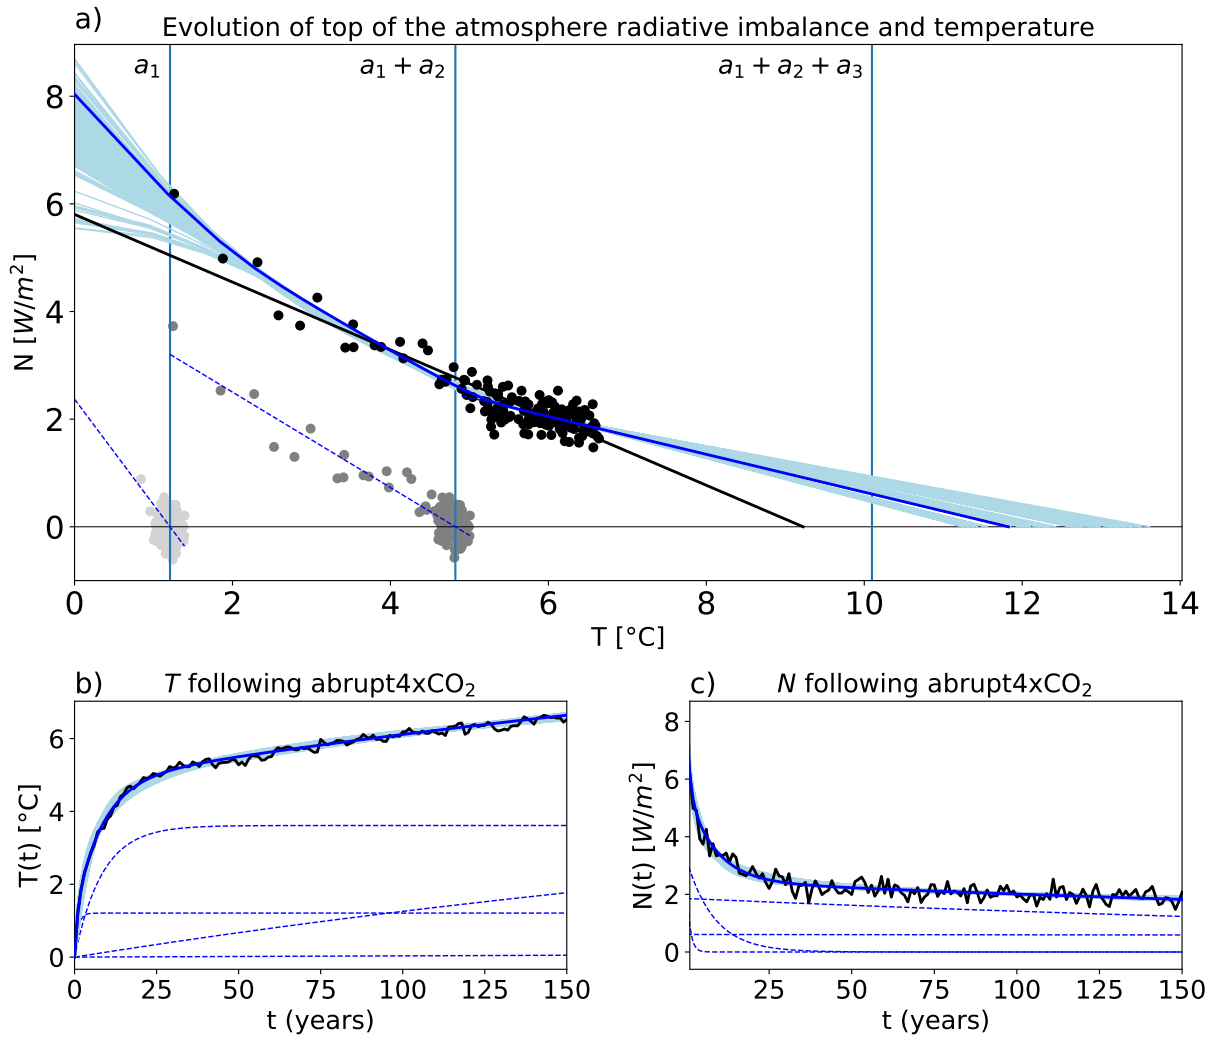 a)
Evolution of top of the atmosphere radiative imbalance and temperature
a₁
a₁ + a₂
a₁ + a₂ + a₃
8
6
4
2
0
N [W/m²]
0 2 4 6 8 10 12 14
T [°C]
b)
T following abrupt4xCO₂
6
4
2
0
T(t) [°C]
0 25 50 75 100 125 150
t (years)
c)
N following abrupt4xCO₂
8
6
4
2
0
N(t) [W/m²]
25 50 75 100 125 150
t (years)